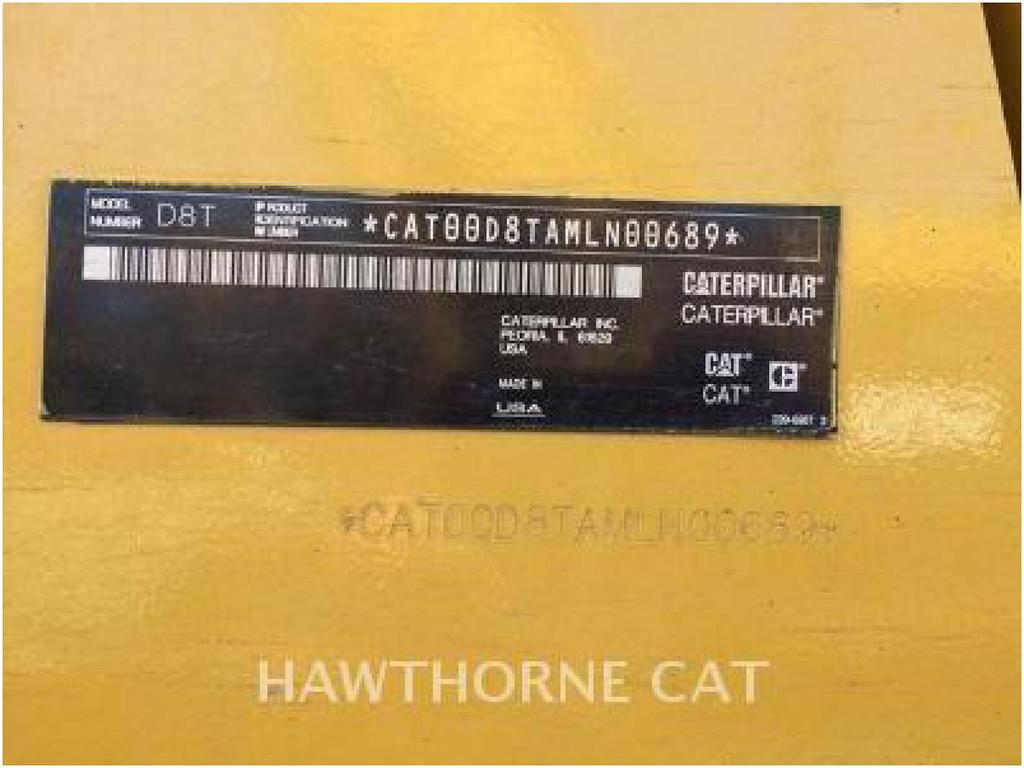 MODEL NUMBER D8T PRODUCT IDENTIFICATION NUMBER *CAT00D8TAMLN00689*
CATERPILLAR®
CATERPILLAR®
CATERPILLAR INC.
PEORIA, IL 61629
USA
CAT®
CAT®
MADE IN
USA
*CAT00D8TAMLN00689*
HAWTHORNE CAT